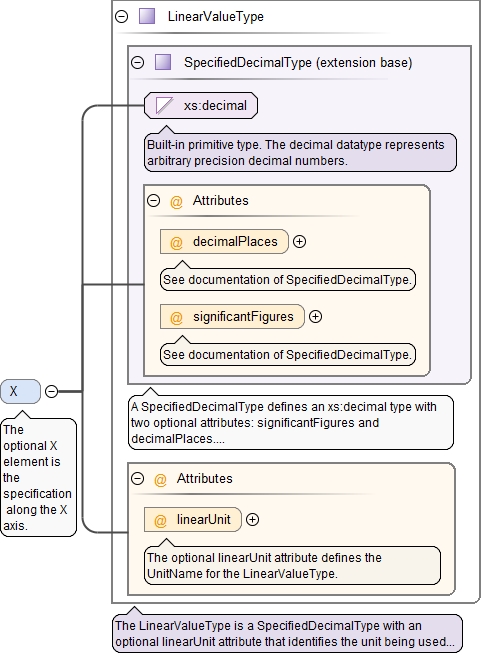 LinearValueType
SpecifiedDecimalType (extension base)
xs:decimal
Built-in primitive type. The decimal datatype represents
arbitrary precision decimal numbers.
@ Attributes
@ decimalPlaces
See documentation of SpecifiedDecimalType.
@ significantFigures
See documentation of SpecifiedDecimalType.
A SpecifiedDecimalType defines an xs:decimal type with
two optional attributes: significantFigures and
decimalPlaces....
X
The
optional X
element is
the
specification
along the X
axis.
@ Attributes
@ linearUnit
The optional linearUnit attribute defines the
UnitName for the LinearValueType.
The LinearValueType is a SpecifiedDecimalType with an
optional linearUnit attribute that identifies the unit being used...